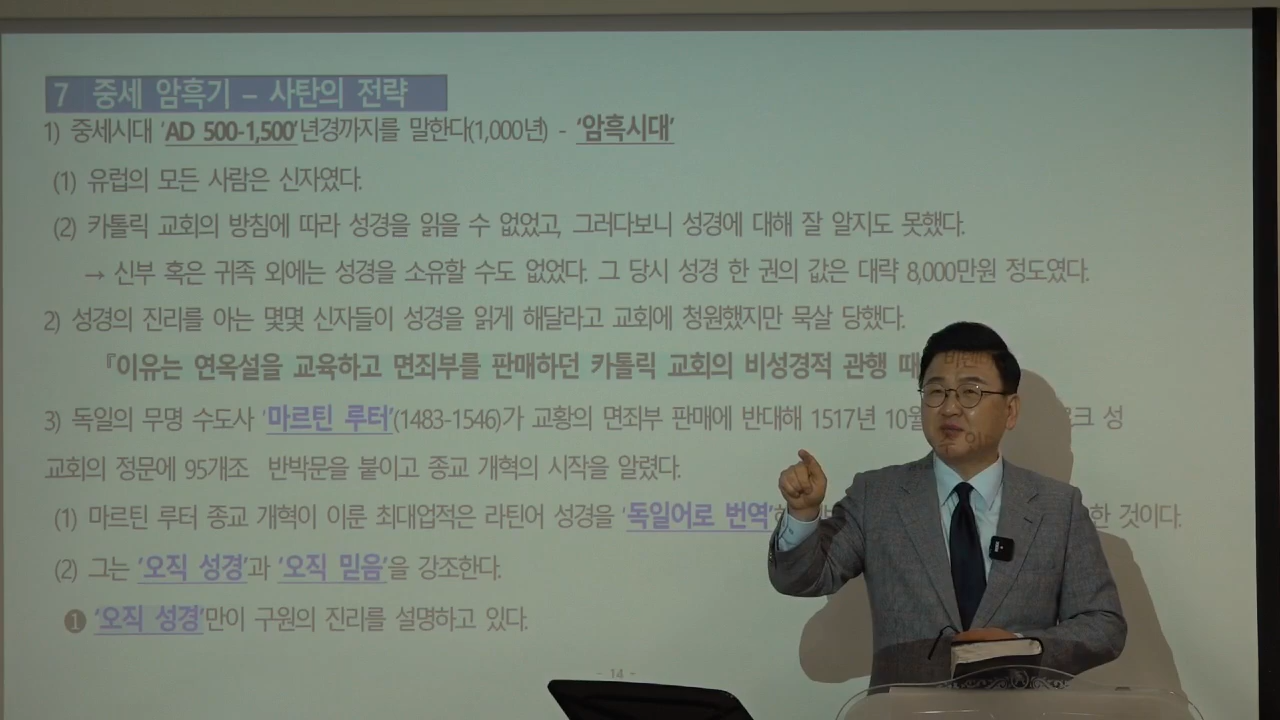 7 중세 암흑기 – 사탄의 전략
1) 중세시대 'AD 500-1,500'년경까지를 말한다(1,000년) - '암흑시대'
(1) 유럽의 모든 사람은 신자였다.
(2) 카톨릭 교회의 방침에 따라 성경을 읽을 수 없었고, 그러다보니 성경에 대해 잘 알지도 못했다.
→ 신부 혹은 귀족 외에는 성경을 소유할 수도 없었다. 그 당시 성경 한 권의 값은 대략 8,000만원 정도였다.
2) 성경의 진리를 아는 몇몇 신자들이 성경을 읽게 해달라고 교회에 청원했지만 묵살 당했다.
『이유는 연옥설을 교육하고 면죄부를 판매하던 카톨릭 교회의 비성경적 관행 때
3) 독일의 무명 수도사 '마르틴 루터'(1483-1546)가 교황의 면죄부 판매에 반대해 1517년 10월 크 성
교회의 정문에 95개조 반박문을 붙이고 종교 개혁의 시작을 알렸다.
(1) 마르틴 루터 종교 개혁이 이룬 최대업적은 라틴어 성경을 '독일어로 번역' 한 것이다.
(2) 그는 '오직 성경'과 '오직 믿음'을 강조한다.
❶ '오직 성경'만이 구원의 진리를 설명하고 있다.
- 14 -